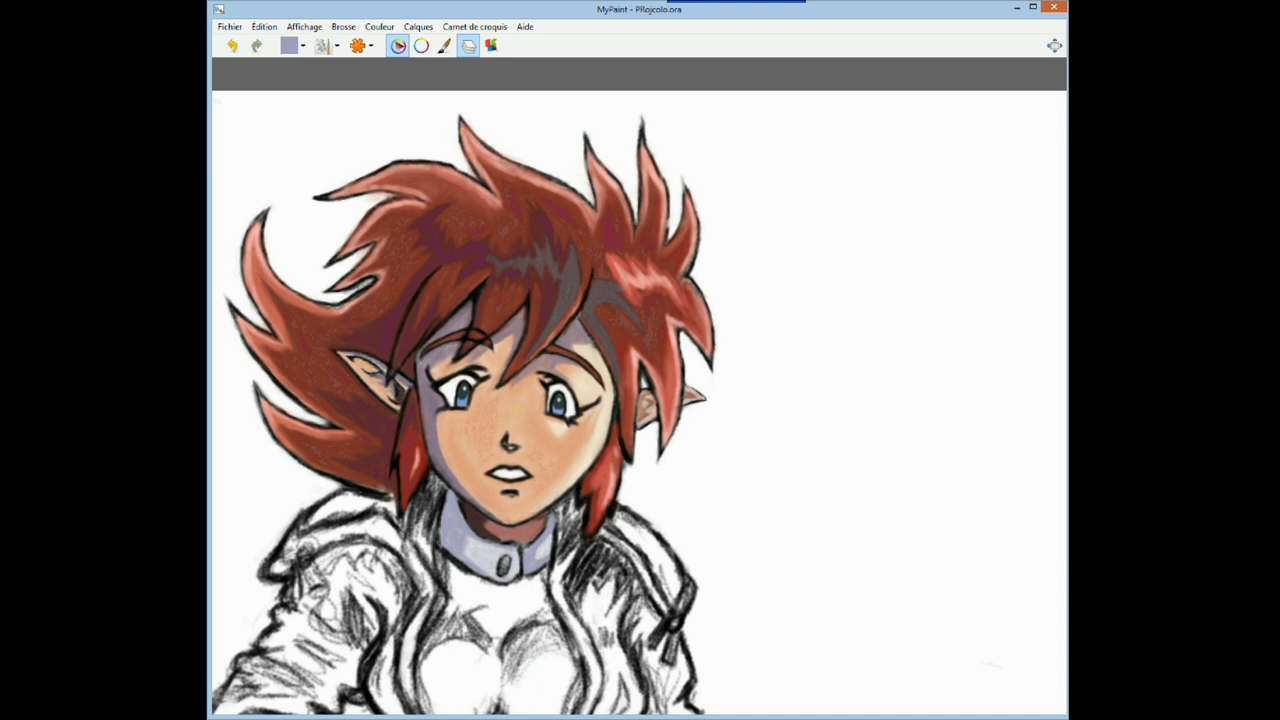 MyPaint - PRojcolo.ora
Fichier Édition Affichage Brosse Couleur Calques Carnet de croquis Aide